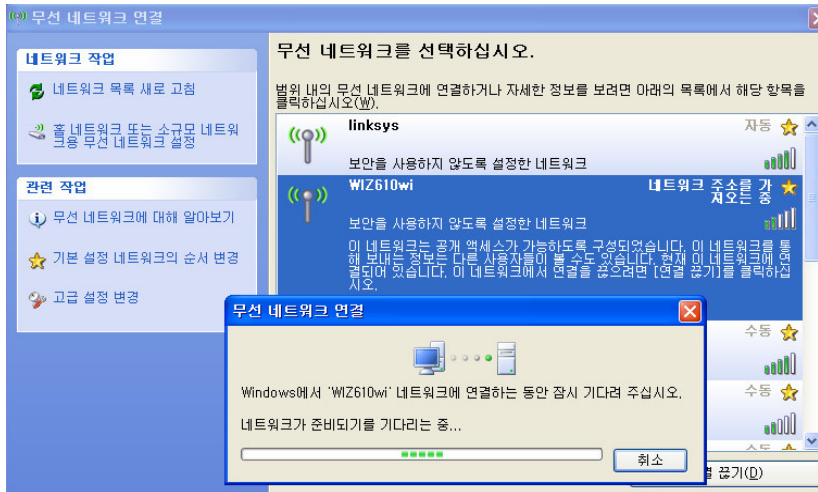 무선 네트워크 연결
네트워크 작업
네트워크 목록 새로 고침
홈 네트워크 또는 소규모 네트워
크용 무선 네트워크 설정
관련 작업
무선 네트워크에 대해 알아보기
기본 설정 네트워크의 순서 변경
고급 설정 변경
무선 네트워크를 선택하십시오.
범위 내의 무선 네트워크에 연결하거나 자세한 정보를 보려면 아래의 목록에서 해당 항목을
클릭하십시오(W).
linksys
자동
보안을 사용하지 않도록 설정한 네트워크
WIZ610wi
네트워크 주소를 가
져오는 중
보안을 사용하지 않도록 설정한 네트워크
이 네트워크는 공개 액세스가 가능하도록 구성되었습니다. 이 네트워크를 통
해 보내는 정보는 다른 사용자들이 볼 수도 있습니다. 현재 이 네트워크에 연
결되어 있습니다. 이 네트워크에서 연결을 끊으려면 [연결 끊기]를 클릭하십
시오.
수동
수동
무선 네트워크 연결
Windows에서 'WIZ610wi' 네트워크에 연결하는 동안 잠시 기다려 주십시오.
네트워크가 준비되기를 기다리는 중...
취소
끊기(D)